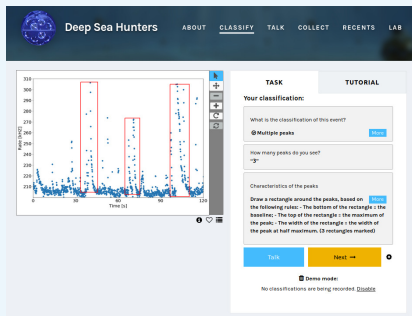 Deep Sea Hunters
ABOUT CLASSIFY TALK COLLECT RECENTS LAB
310
300
290
280
270
260
250
240
230
220
210
Rate [kHz]
0 30 60 90 120
Time [s]
TASK TUTORIAL
Your classification:
What is the classification of this event?
Multiple peaks More
How many peaks do you see?
"3"
Characteristics of the peaks
Draw a rectangle around the peaks, based on More
the following rules: - The bottom of the rectangle = the
baseline; - The top of the rectangle = the maximum of
the peak; - The width of the rectangle = the width of
the peak at half maximum. (3 rectangles marked)
Talk Next →
Demo mode:
No classifications are being recorded. Disable